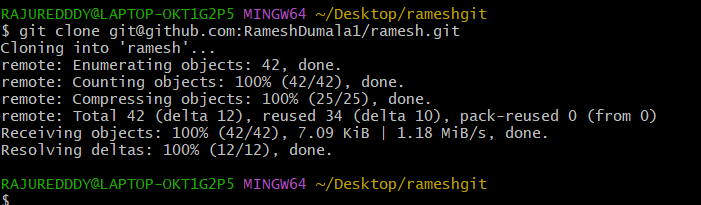 RAJUREDDDY@LAPTOP-OKT1G2P5 MINGW64 ~/Desktop/rameshgit
$ git clone git@github.com:RameshDumala1/ramesh.git
Cloning into 'ramesh'...
remote: Enumerating objects: 42, done.
remote: Counting objects: 100% (42/42), done.
remote: Compressing objects: 100% (25/25), done.
remote: Total 42 (delta 12), reused 34 (delta 10), pack-reused 0 (from 0)
Receiving objects: 100% (42/42), 7.09 KiB | 1.18 MiB/s, done.
Resolving deltas: 100% (12/12), done.
RAJUREDDDY@LAPTOP-OKT1G2P5 MINGW64 ~/Desktop/rameshgit
$